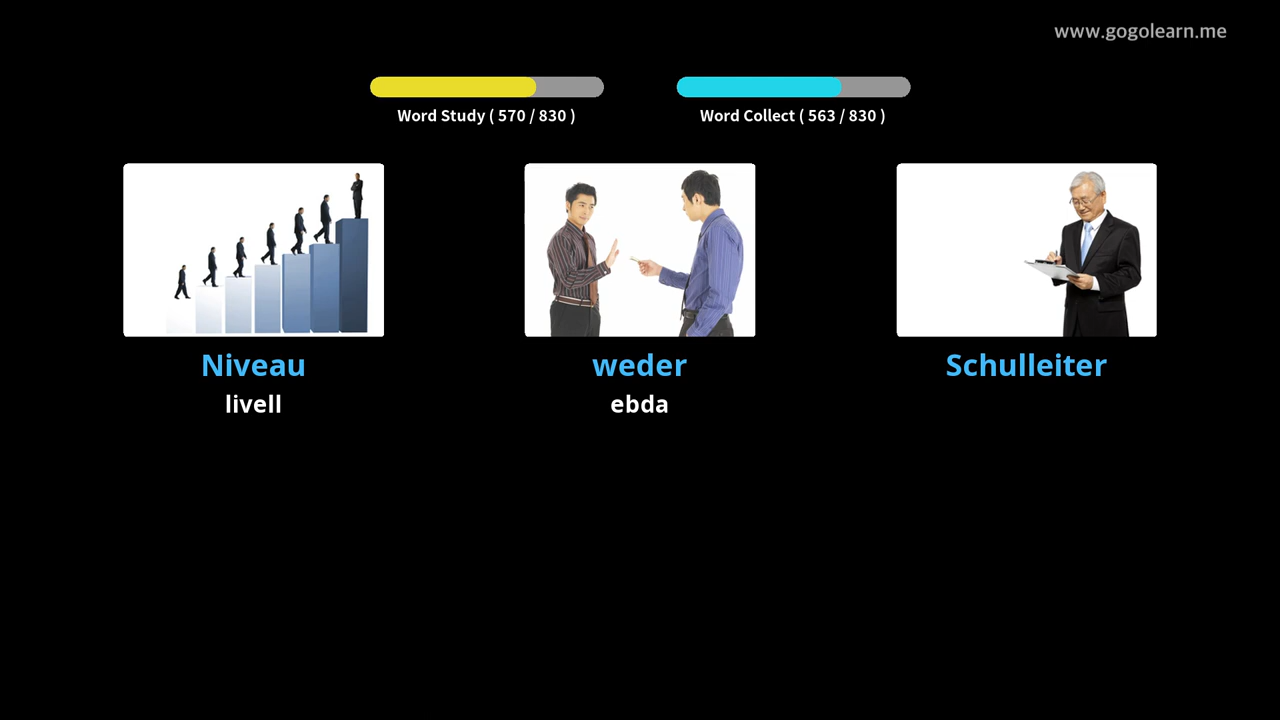 www.gogolearn.me
Word Study ( 570 / 830 )
Word Collect ( 563 / 830 )
Niveau
weder
Schulleiter
livell
ebda